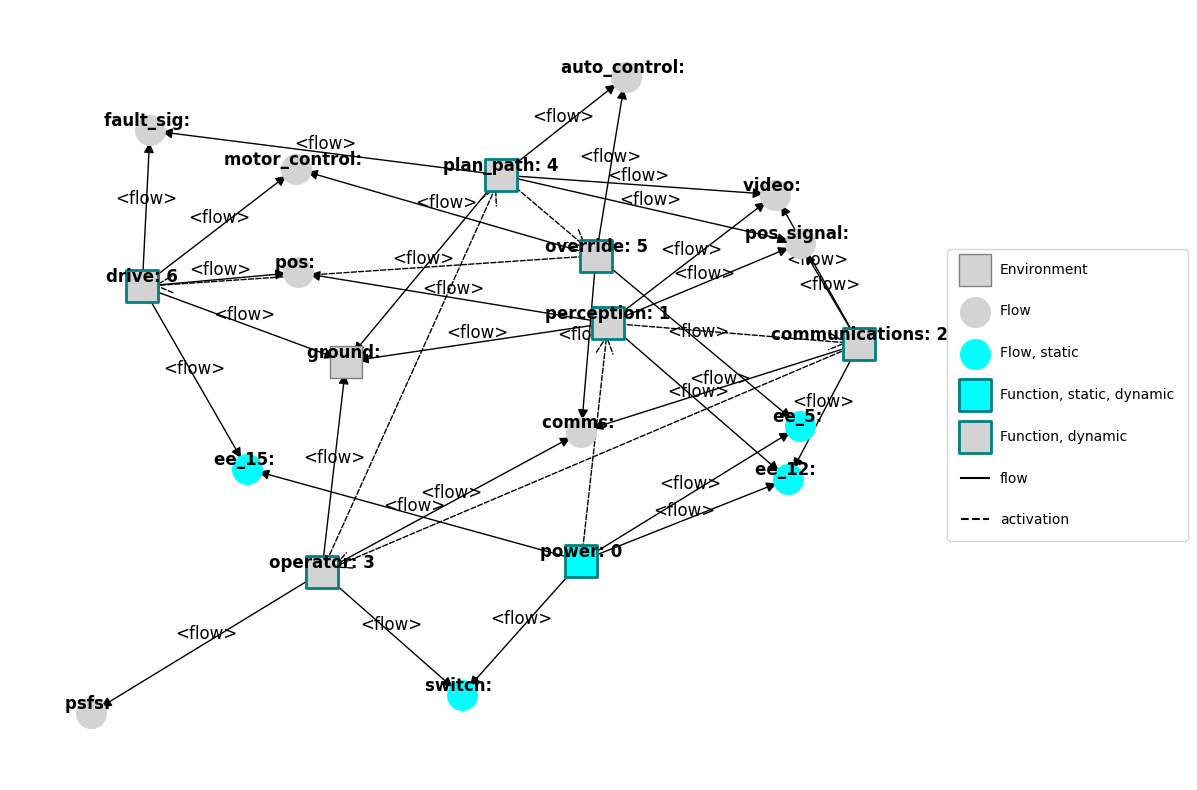 auto_control:
<flow>
fault_sig:
<flow>
motor_control:
<flow>
plan_path: 4
<flow>
video:
<flow>
<flow>
<flow>
<flow>
pos_signal:
<flow>
override: 5
<flow>
<flow>
pos:
<flow>
<flow>
drive: 6
<flow>
<flow>
<flow>
perception: 1
<flow>
<flow>
<flow>
communications: 2
ground:
<flow>
<flow>
<flow>
<flow>
comms:
ee_5:
ee_15:
<flow>
ee_12:
<flow>
<flow>
<flow>
<flow>
power: 0
operator: 3
<flow>
<flow>
<flow>
switch:
psfs:
Environment
Flow
Flow, static
Function, static, dynamic
Function, dynamic
flow
activation